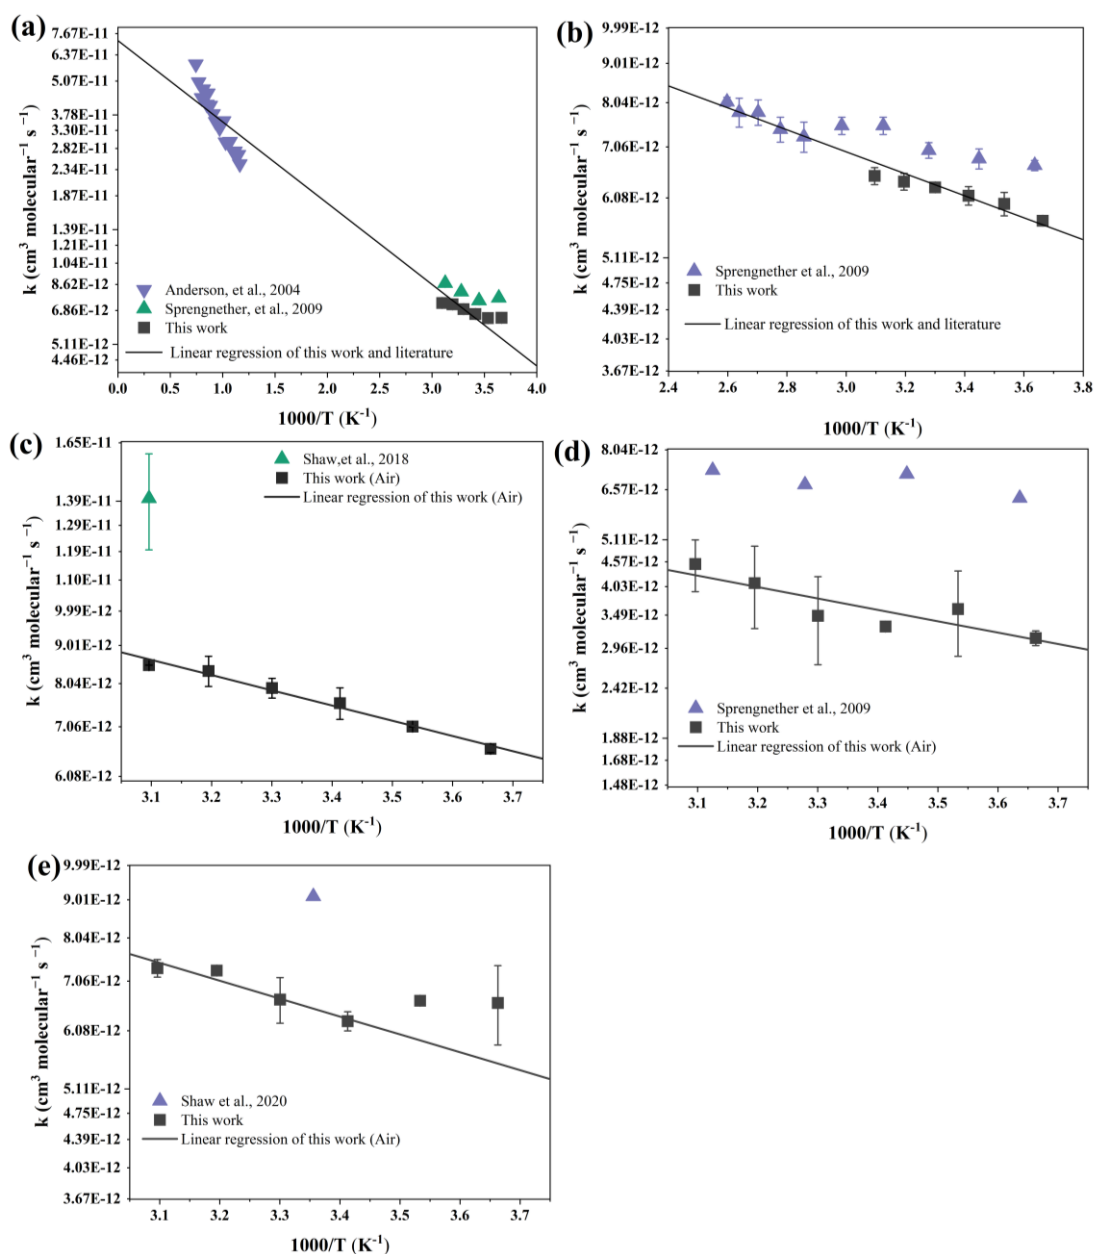 (a)
7.67E-11
6.37E-11
5.07E-11
3.78E-11
3.30E-11
2.82E-11
2.34E-11
1.87E-11
1.39E-11
1.21E-11
1.04E-11
8.62E-12
6.86E-12
5.11E-12
4.46E-12
k (cm³ molecular⁻¹ s⁻¹)
Anderson, et al., 2004
Sprengnether, et al., 2009
This work
Linear regression of this work and literature
0.0 0.5 1.0 1.5 2.0 2.5 3.0 3.5 4.0
1000/T (K⁻¹)
(b)
9.99E-12
9.01E-12
8.04E-12
7.06E-12
6.08E-12
5.11E-12
4.75E-12
4.39E-12
4.03E-12
3.67E-12
k (cm³ molecular⁻¹ s⁻¹)
Sprengnether et al., 2009
This work
Linear regression of this work and literature
2.4 2.6 2.8 3.0 3.2 3.4 3.6 3.8
1000/T (K⁻¹)
(c)
1.65E-11
1.39E-11
1.29E-11
1.19E-11
1.10E-11
9.99E-12
9.01E-12
8.04E-12
7.06E-12
6.08E-12
k (cm³ molecular⁻¹ s⁻¹)
Shaw,et al., 2018
This work (Air)
Linear regression of this work (Air)
3.1 3.2 3.3 3.4 3.5 3.6 3.7
1000/T (K⁻¹)
(d)
8.04E-12
6.57E-12
5.11E-12
4.57E-12
4.03E-12
3.49E-12
2.96E-12
2.42E-12
1.88E-12
1.68E-12
1.48E-12
k (cm³ molecular⁻¹ s⁻¹)
Sprengnether et al., 2009
This work
Linear regression of this work (Air)
3.1 3.2 3.3 3.4 3.5 3.6 3.7
1000/T (K⁻¹)
(e)
9.99E-12
9.01E-12
8.04E-12
7.06E-12
6.08E-12
5.11E-12
4.75E-12
4.39E-12
4.03E-12
3.67E-12
k (cm³ molecular⁻¹ s⁻¹)
Shaw et al., 2020
This work
Linear regression of this work (Air)
3.1 3.2 3.3 3.4 3.5 3.6 3.7
1000/T (K⁻¹)